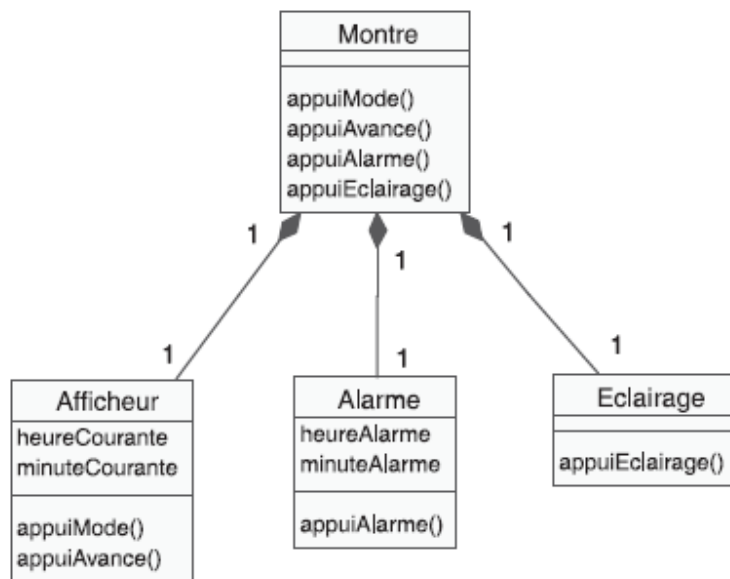 Montre
appuiMode()
appuiAvance()
appuiAlarme()
appuiEclairage()
1
1
1
1
1
1
Afficheur
heureCourante
minuteCourante
appuiMode()
appuiAvance()
Alarme
heureAlarme
minuteAlarme
appuiAlarme()
Eclairage
appuiEclairage()